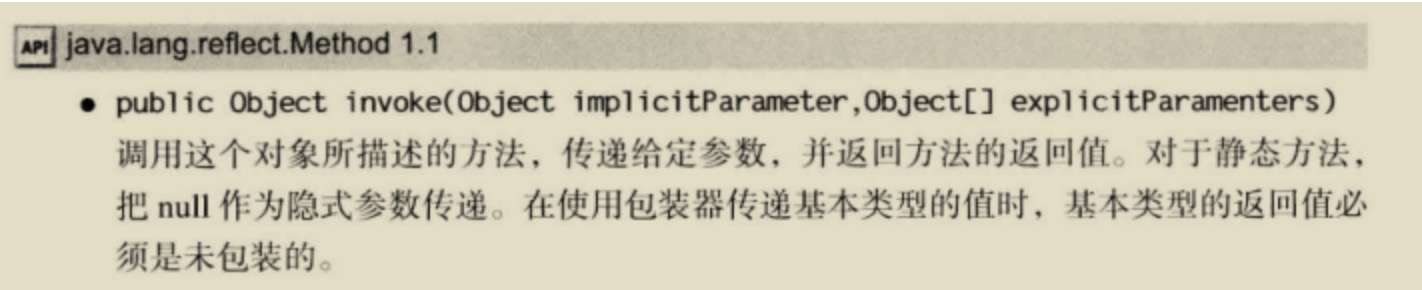 API java.lang.reflect.Method 1.1
● public Object invoke(Object implicitParameter,Object[] explicitParamenters)
调用这个对象所描述的方法，传递给定参数，并返回方法的返回值。对于静态方法，
把 null 作为隐式参数传递。在使用包装器传递基本类型的值时，基本类型的返回值必
须是未包装的。